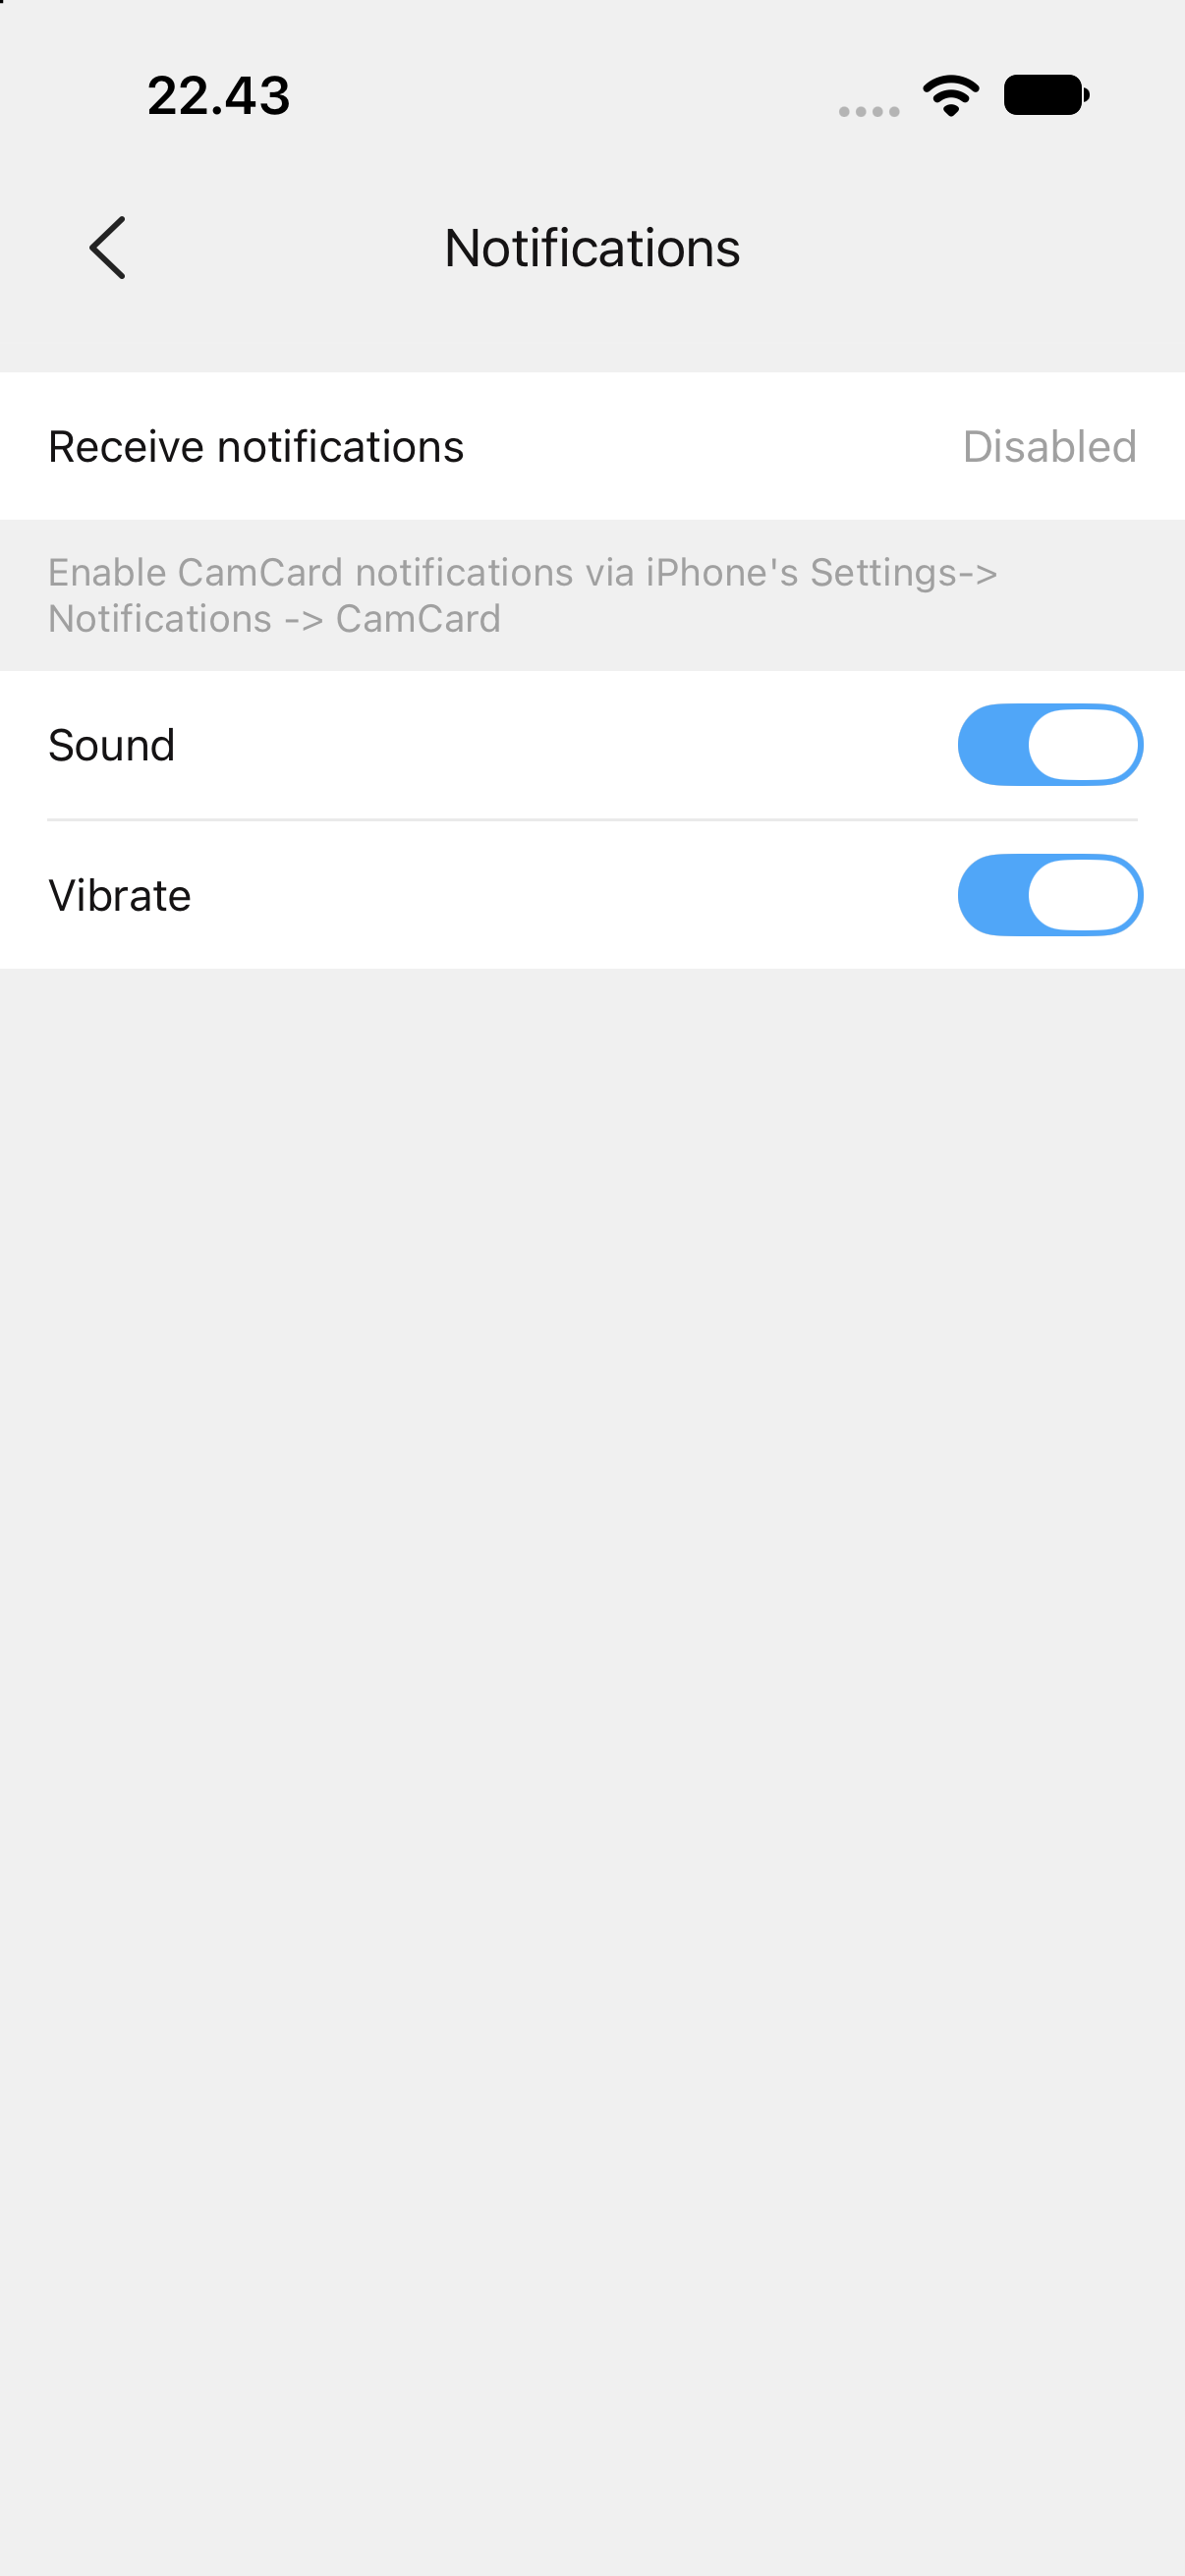 22.43
Notifications
Receive notifications Disabled
Enable CamCard notifications via iPhone's Settings->
Notifications -> CamCard
Sound
Vibrate